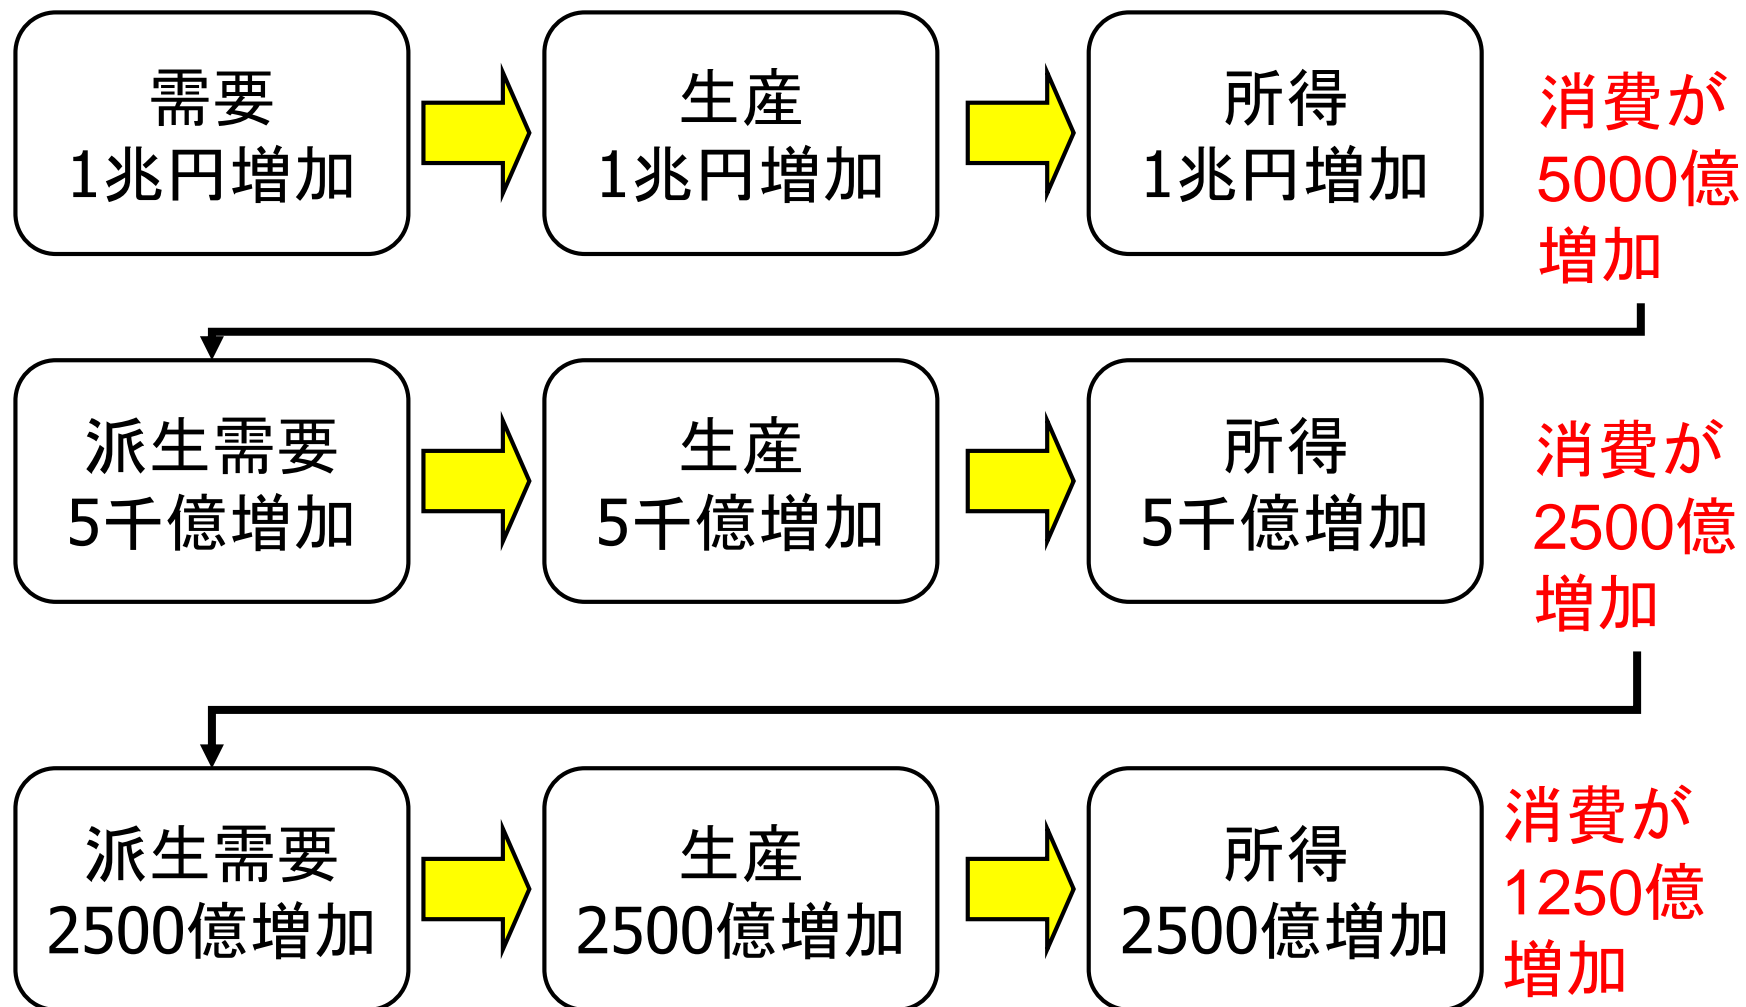 需要
1兆円増加
生産
1兆円増加
所得
1兆円増加
消費が
5000億
増加
派生需要
5千億増加
生産
5千億増加
所得
5千億増加
消費が
2500億
増加
派生需要
2500億増加
生産
2500億増加
所得
2500億増加
消費が
1250億
増加